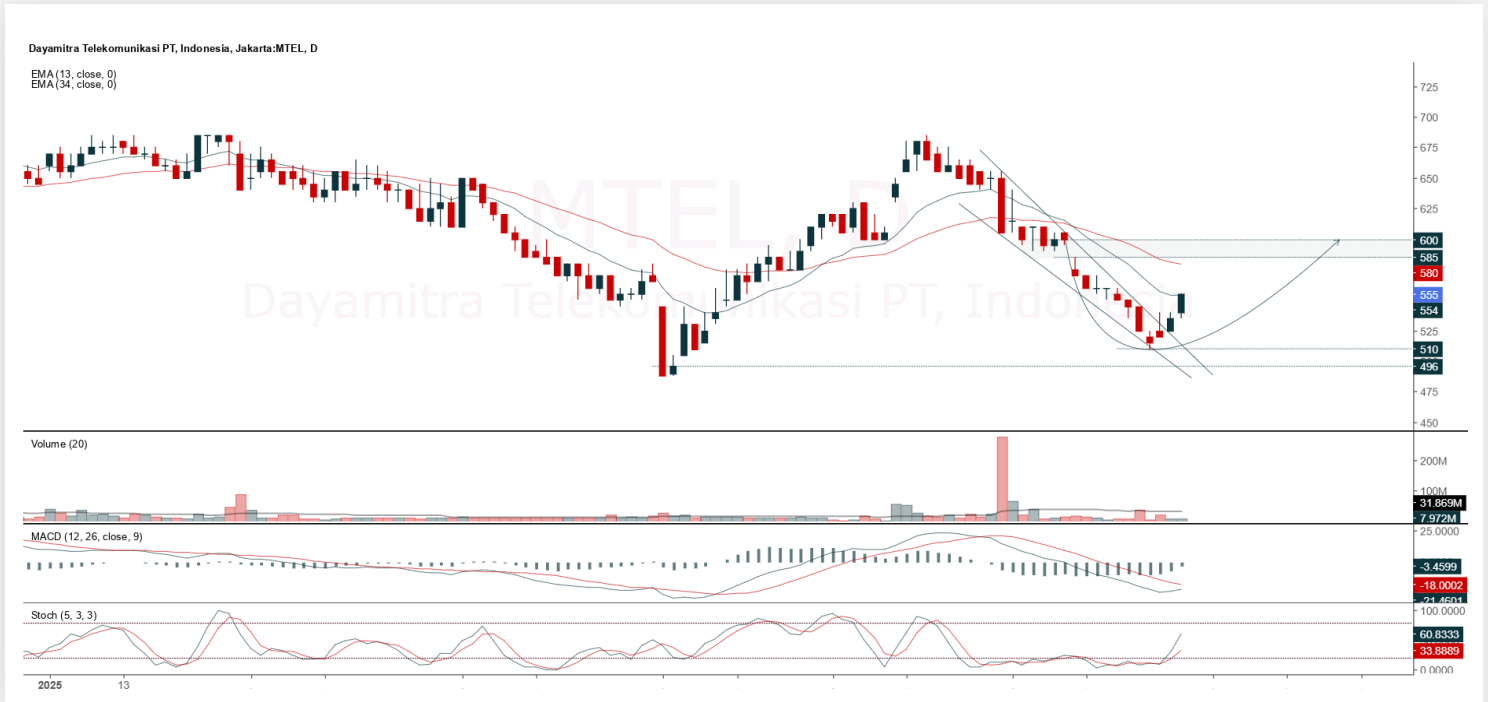 Dayamitra Telekomunikasi PT, Indonesia, Jakarta:MTEL, D
EMA (13, close, 0)
EMA (34, close, 0)
MTEL, D
Dayamitra Telekomunikasi PT, Indonesia
725
700
675
650
625
600
585
580
555
554
525
510
496
475
450
Volume (20)
200M
100M
31.869M
7.972M
MACD (12, 26, close, 9)
25.0000
-3.4599
-18.0002
-21.4601
Stoch (5, 3, 3)
100.0000
60.8333
33.8889
0.0000
2025
13